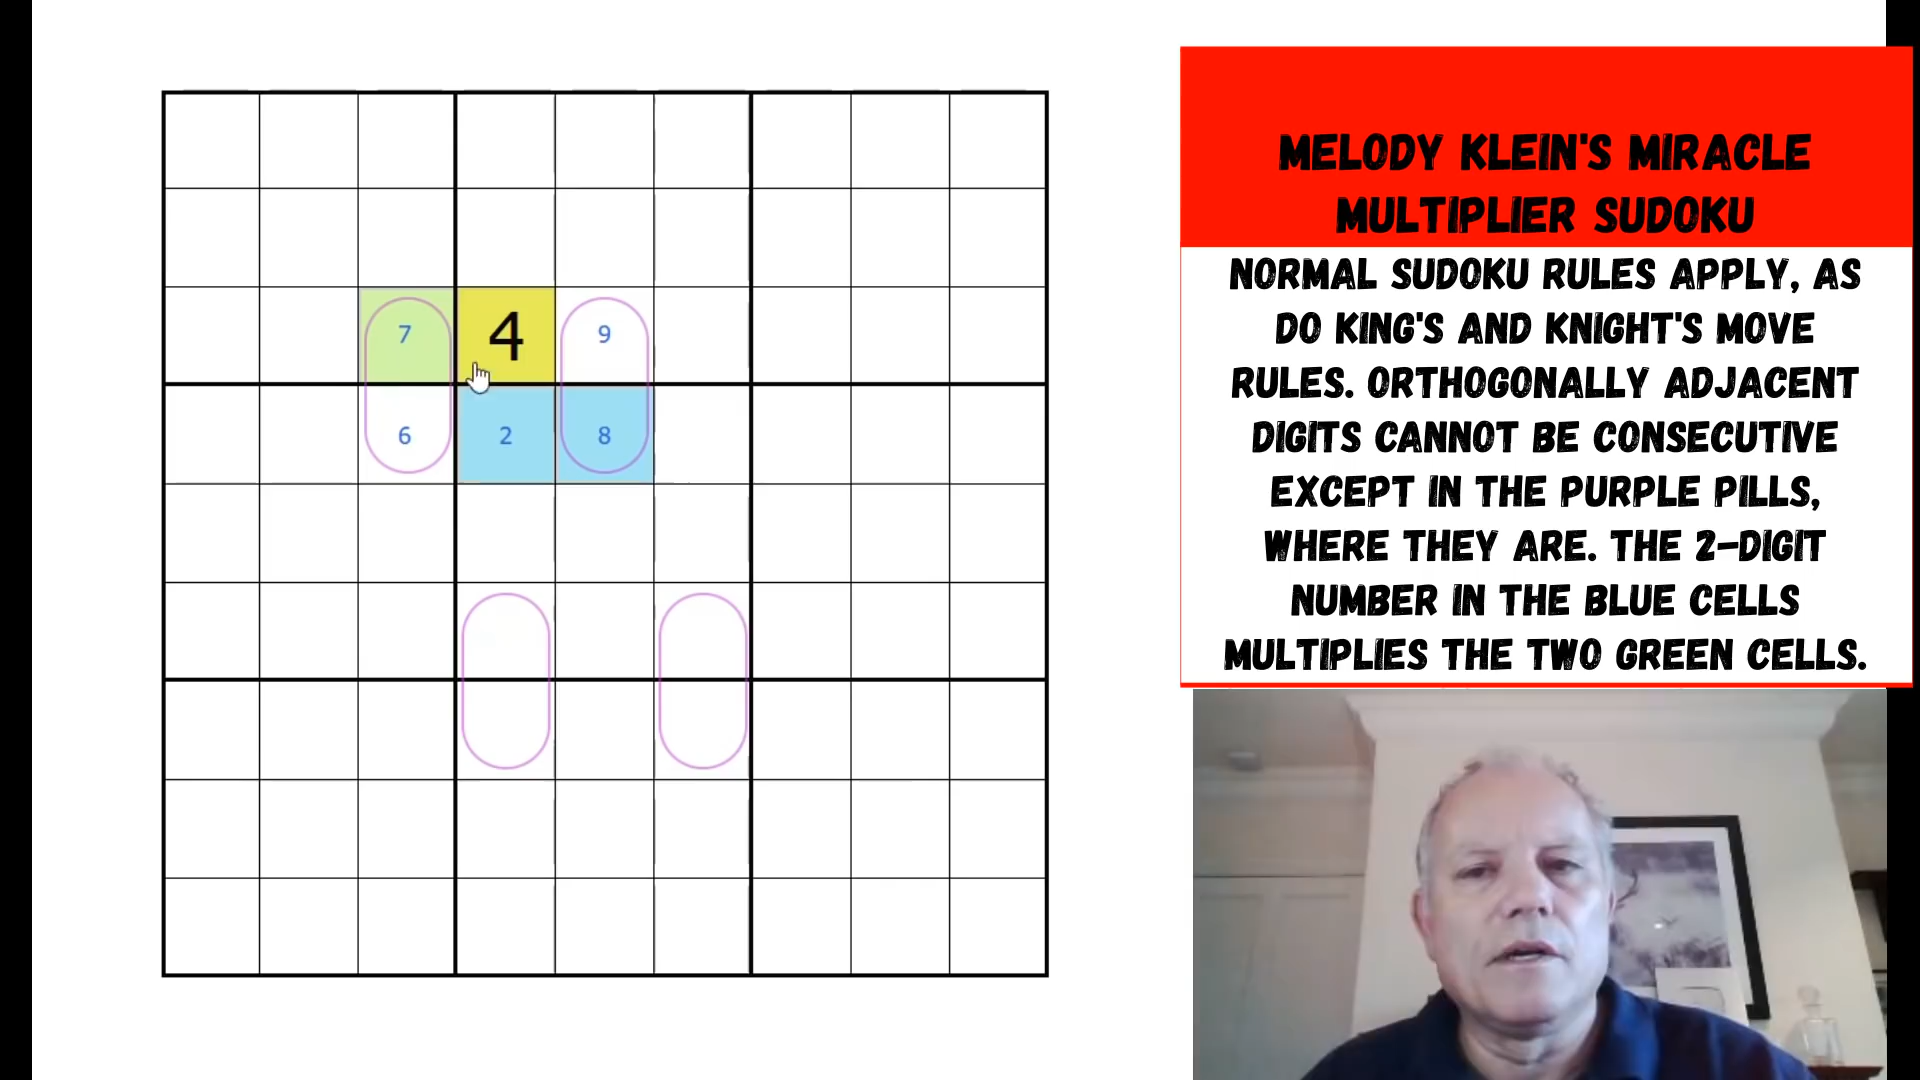 MELODY KLEIN'S MIRACLE
MULTIPLIER SUDOKU
NORMAL SUDOKU RULES APPLY, AS
DO KING'S AND KNIGHT'S MOVE
RULES. ORTHOGONALLY ADJACENT
DIGITS CANNOT BE CONSECUTIVE
EXCEPT IN THE PURPLE PILLS,
WHERE THEY ARE. THE 2-DIGIT
NUMBER IN THE BLUE CELLS
MULTIPLIES THE TWO GREEN CELLS.
7 4 9
6 2 8